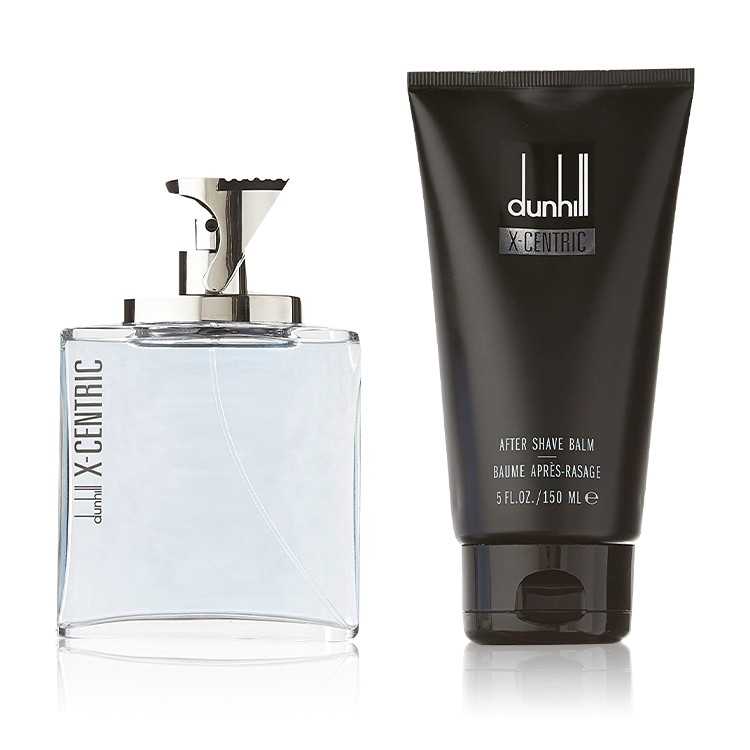 dunhill X-CENTRIC
dunhill
X-CENTRIC
AFTER SHAVE BALM
BAUME APRÈS-RASAGE
5 FL.OZ./150 ML ℮